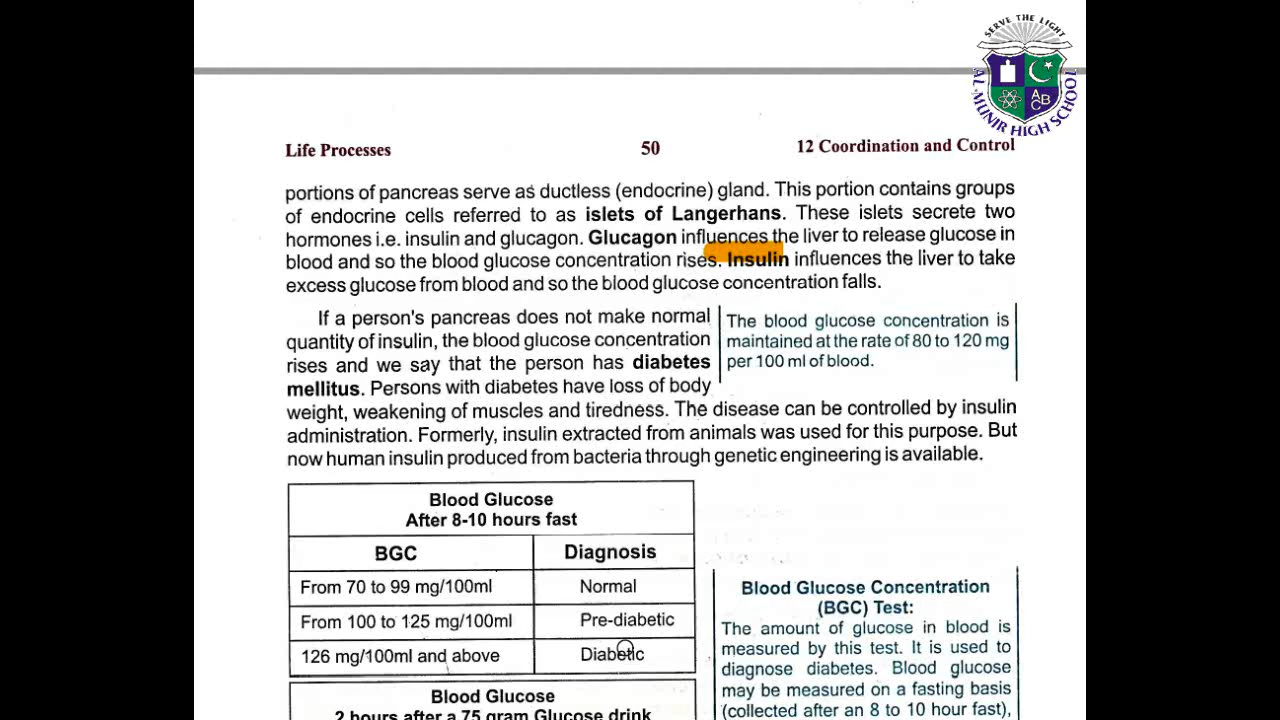 SERVE THE LIGHT
AL-MUNIR HIGH SCHOOL
A
B
C
Life Processes 50 12 Coordination and Control
portions of pancreas serve as ductless (endocrine) gland. This portion contains groups
of endocrine cells referred to as islets of Langerhans. These islets secrete two
hormones i.e. insulin and glucagon. Glucagon influences the liver to release glucose in
blood and so the blood glucose concentration rises. Insulin influences the liver to take
excess glucose from blood and so the blood glucose concentration falls.
If a person's pancreas does not make normal
quantity of insulin, the blood glucose concentration
rises and we say that the person has diabetes
mellitus. Persons with diabetes have loss of body
weight, weakening of muscles and tiredness. The disease can be controlled by insulin
administration. Formerly, insulin extracted from animals was used for this purpose. But
now human insulin produced from bacteria through genetic engineering is available.
The blood glucose concentration is
maintained at the rate of 80 to 120 mg
per 100 ml of blood.
Blood Glucose
After 8-10 hours fast
BGC Diagnosis
From 70 to 99 mg/100ml Normal
From 100 to 125 mg/100ml Pre-diabetic
126 mg/100ml and above Diabetic
Blood Glucose
2 hours after a 75 gram Glucose drink
Blood Glucose Concentration
(BGC) Test:
The amount of glucose in blood is
measured by this test. It is used to
diagnose diabetes. Blood glucose
may be measured on a fasting basis
(collected after an 8 to 10 hour fast),